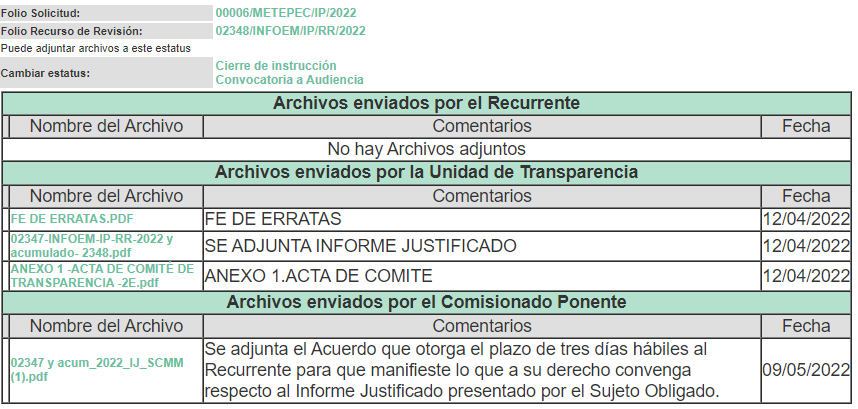 Folio Solicitud: 00006/METEPEC/IP/2022
Folio Recurso de Revisión: 02348/INFOEM/IP/RR/2022
Puede adjuntar archivos a este estatus
Cambiar estatus: Cierre de instrucción
Convocatoria a Audiencia
Archivos enviados por el Recurrente
Nombre del Archivo Comentarios Fecha
No hay Archivos adjuntos
Archivos enviados por la Unidad de Transparencia
Nombre del Archivo Comentarios Fecha
FE DE ERRATAS.PDF FE DE ERRATAS 12/04/2022
02347-INFOEM-IP-RR-2022 y
acumulado- 2348.pdf SE ADJUNTA INFORME JUSTIFICADO 12/04/2022
ANEXO 1 -ACTA DE COMITÉ DE
TRANSPARENCIA -2E.pdf ANEXO 1.ACTA DE COMITE 12/04/2022
Archivos enviados por el Comisionado Ponente
Nombre del Archivo Comentarios Fecha
02347 y acum_2022_IJ_SCMM
(1).pdf
Se adjunta el Acuerdo que otorga el plazo de tres días hábiles al
Recurrente para que manifieste lo que a su derecho convenga
respecto al Informe Justificado presentado por el Sujeto Obligado.
09/05/2022